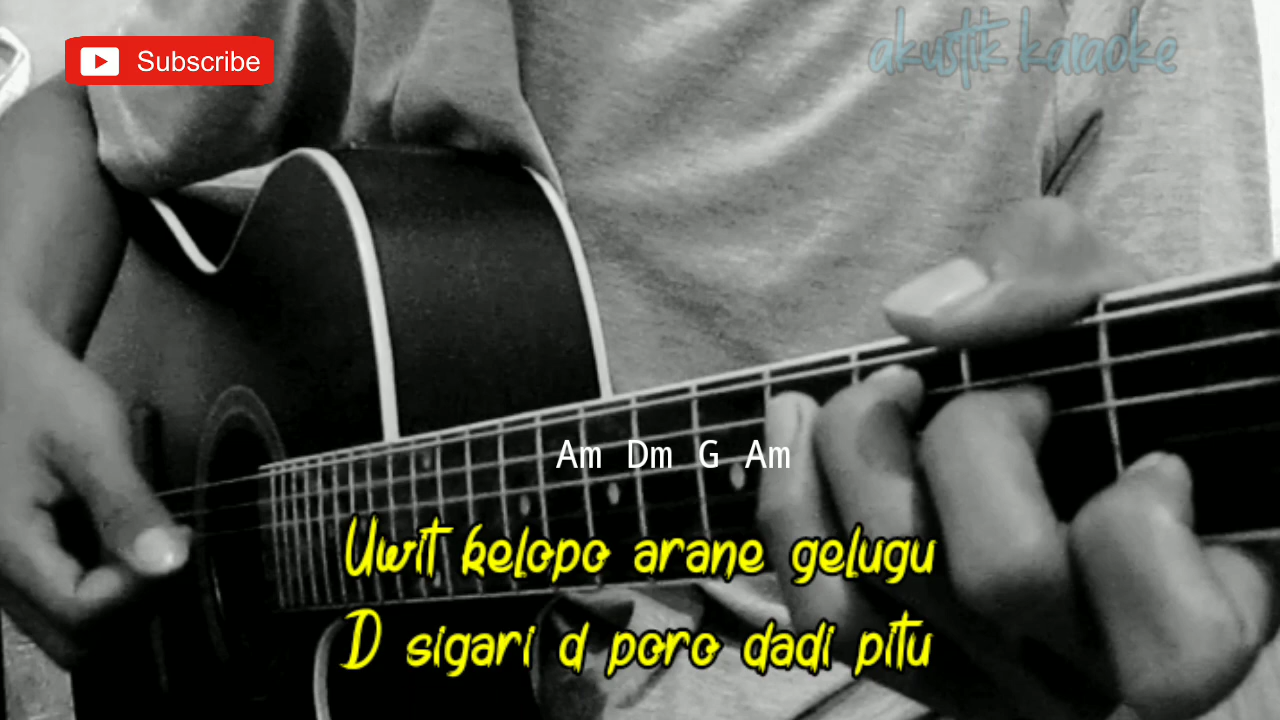 Subscribe
akustik karaoke
Am Dm G Am
Uwit kelopo arane gelugu
D sigari d poro dadi pitu